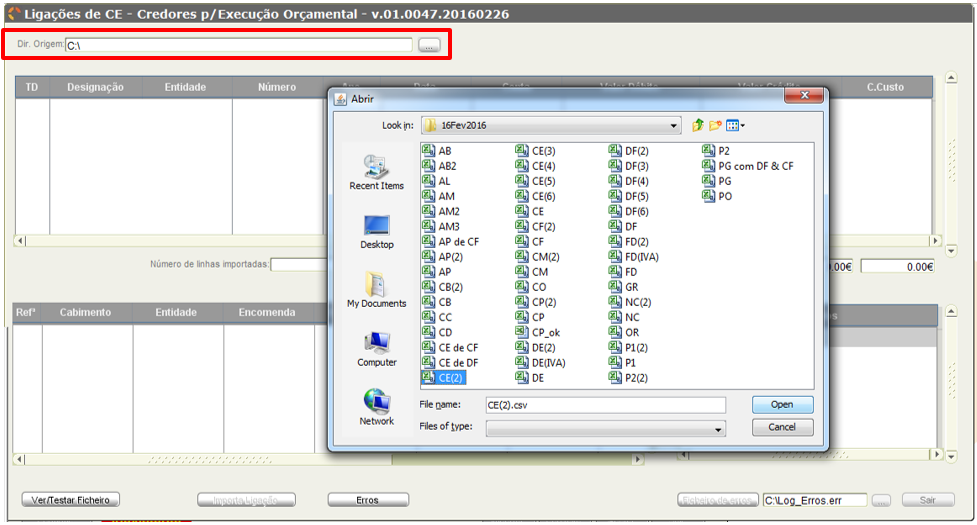 Ligações de CE - Credores p/Execução Orçamental - v.01.0047.20160226
Dir. Origem: C:\ ...
TD Designação Entidade Número C.Custo
Número de linhas importadas:
0.00€ 0.00€
Refª Cabimento Entidade Encomenda
Abrir
Look in: 16Fev2016
Recent Items
Desktop
My Documents
Computer
Network
AB CE(3) DF(2) P2
AB2 CE(4) DF(3) PG com DF & CF
AL CE(5) DF(4) PG
AM CE(6) DF(5) PO
AM2 CE DF(6)
AM3 CF(2) DF
AP de CF CF FD(2)
AP(2) CM(2) FD(IVA)
AP CM FD
CB(2) CO GR
CB CP(2) NC(2)
CC CP NC
CD CP_ok OR
CE de CF DE(2) P1(2)
CE de DF DE(IVA) P1
CE(2) DE P2(2)
File name: CE(2).csv Open
Files of type: Cancel
Ver/Testar Ficheiro Importa Ligação Erros Ficheiro de erros C:\Log_Erros.err ... Sair